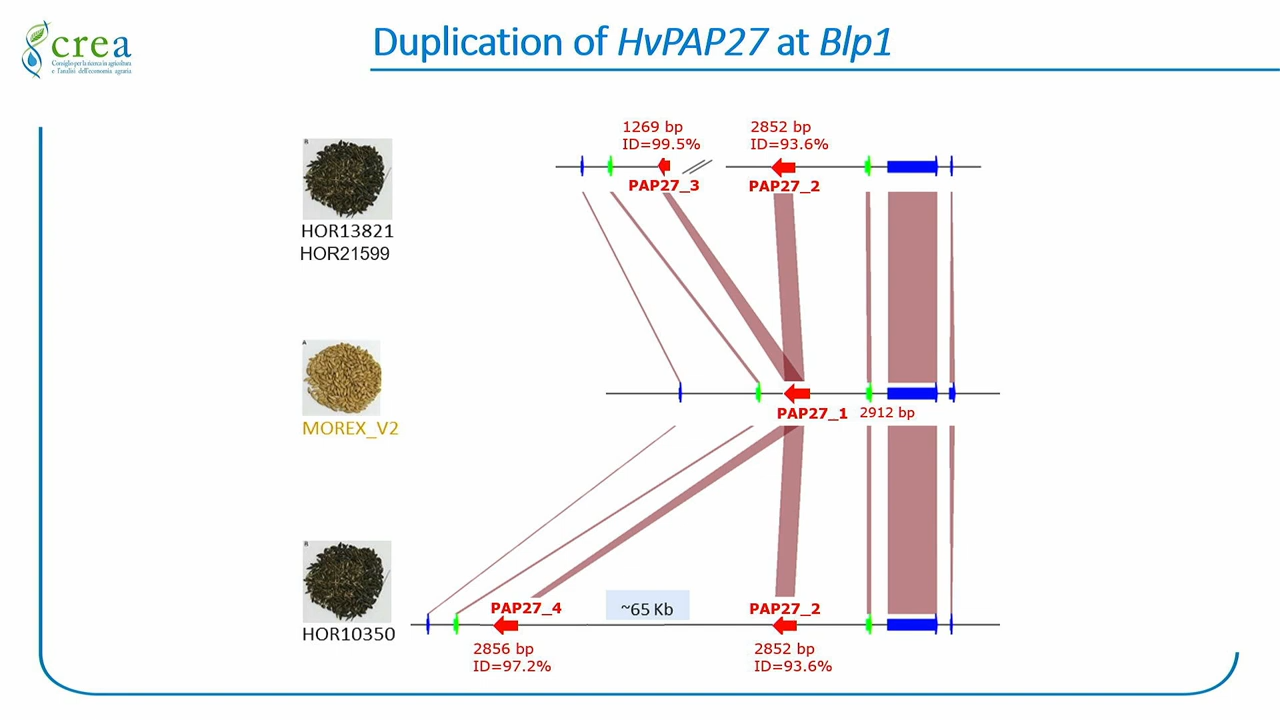 crea
Consiglio per la ricerca in agricoltura
e l'analisi dell'economia agraria
Duplication of HvPAP27 at Blp1
1269 bp
ID=99.5%
2852 bp
ID=93.6%
PAP27_3
PAP27_2
B
HOR13821
HOR21599
A
MOREX_V2
PAP27_1
2912 bp
B
HOR10350
PAP27_4
~65 Kb
PAP27_2
2856 bp
ID=97.2%
2852 bp
ID=93.6%